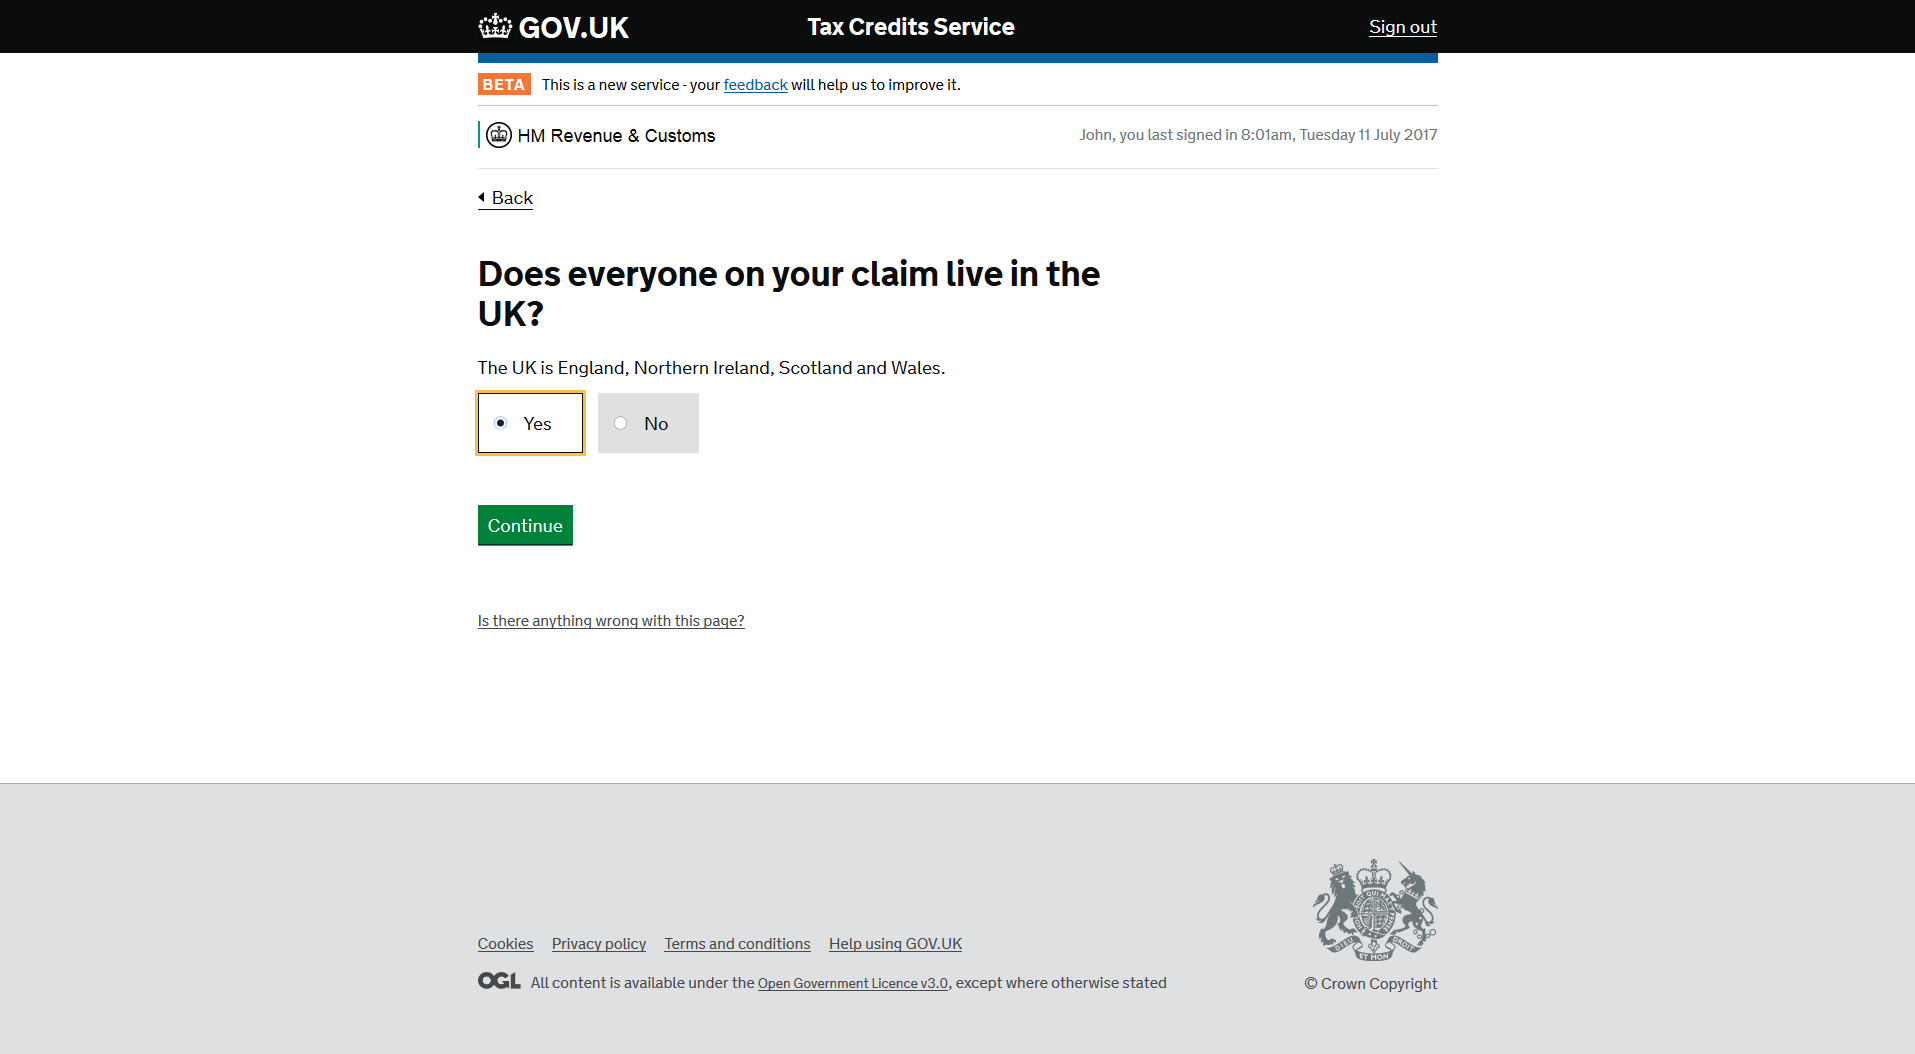 GOV.UK Tax Credits Service Sign out
BETA This is a new service - your feedback will help us to improve it.
HM Revenue & Customs John, you last signed in 8:01am, Tuesday 11 July 2017
Back
Does everyone on your claim live in the
UK?
The UK is England, Northern Ireland, Scotland and Wales.
Yes No
Continue
Is there anything wrong with this page?
Cookies Privacy policy Terms and conditions Help using GOV.UK
OGL All content is available under the Open Government Licence v3.0, except where otherwise stated
DIEU ET MON DROIT
© Crown Copyright